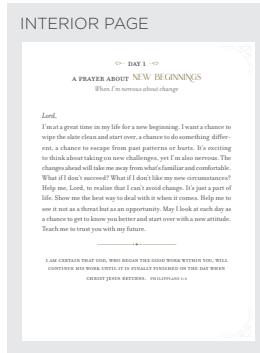 INTERIOR PAGE
DAY 1
A PRAYER ABOUT NEW BEGINNINGS
When I'm nervous about change
Lord,
I'm at a great time in my life for a new beginning. I want a chance to
wipe the slate clean and start over, a chance to do something differ-
ent, a chance to escape from past patterns or hurts. It's exciting
to think about taking on new challenges, yet I'm also nervous. The
changes ahead will take me away from what's familiar and comfortable.
What if I don't succeed? What if I don't like my new circumstances?
Help me, Lord, to realize that I can't avoid change. It's just a part of
life. Show me the best way to deal with it when it comes. Help me to
see it not as a threat but as an opportunity. May I look at each day as
a chance to get to know you better and start over with a new attitude.
Teach me to trust you with my future.
I AM CERTAIN THAT GOD, WHO BEGAN THE GOOD WORK WITHIN YOU, WILL
CONTINUE HIS WORK UNTIL IT IS FINALLY FINISHED ON THE DAY WHEN
CHRIST JESUS RETURNS. PHILIPPIANS 1:6